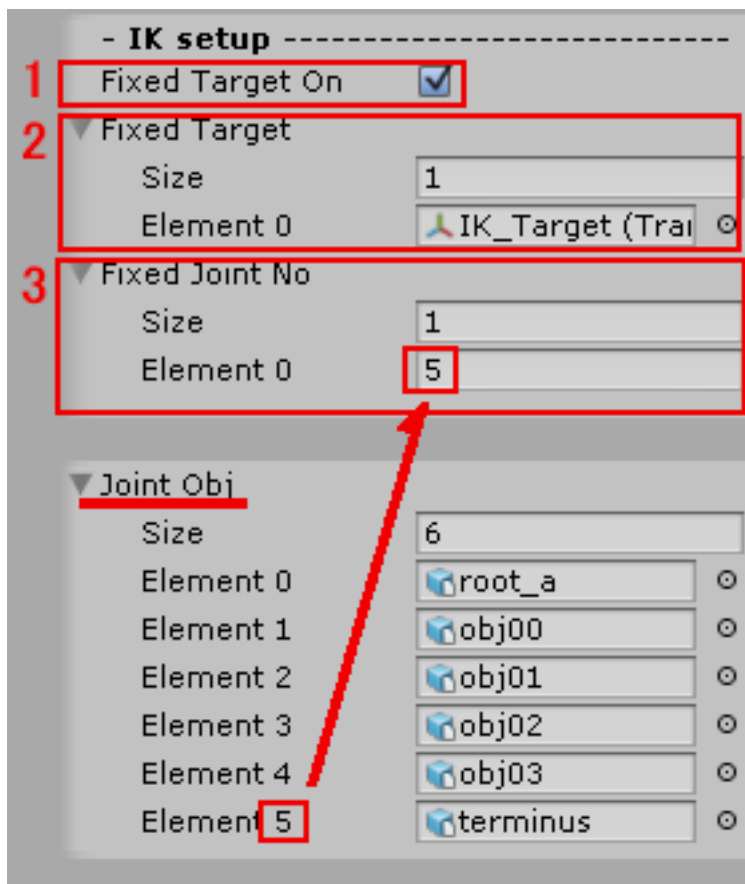 - IK setup ----------------------------
1 Fixed Target On
2 Fixed Target
Size 1
Element 0 IK_Target (Trai
3 Fixed Joint No
Size 1
Element 0 5
Joint Obj
Size 6
Element 0 root_a
Element 1 obj00
Element 2 obj01
Element 3 obj02
Element 4 obj03
Element 5 terminus